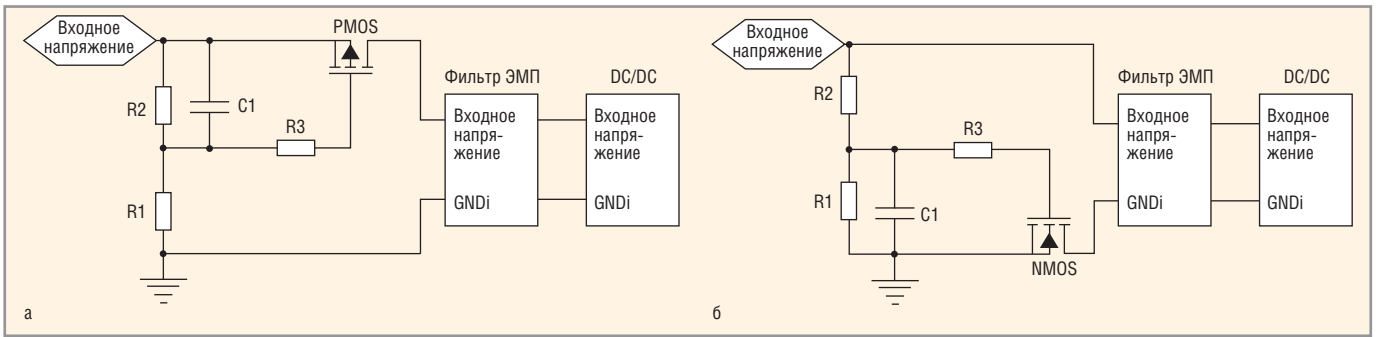 Входное
напряжение
PMOS
R2
C1
R3
R1
Фильтр ЭМП
DC/DC
Входное
напря-
жение
GNDi
Входное
напря-
жение
GNDi
а
Входное
напряжение
R2
R3
R1
C1
NMOS
Фильтр ЭМП
DC/DC
Входное
напря-
жение
GNDi
Входное
напря-
жение
GNDi
б